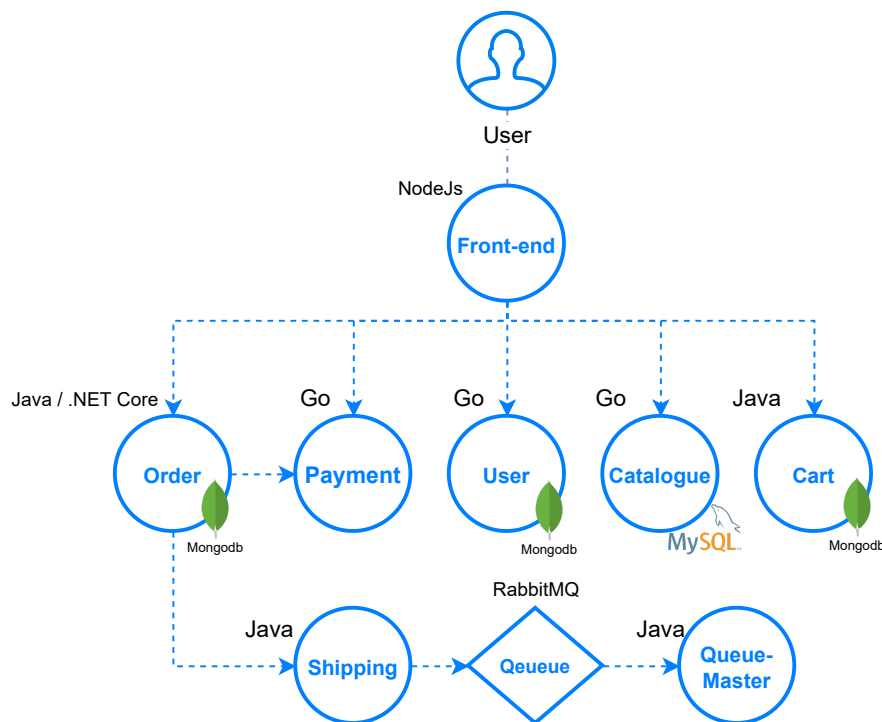 User
NodeJs
Front-end
Java / .NET Core
Go
Go
Go
Java
Order
Payment
User
Catalogue
Cart
Mongodb
Mongodb
MySQL
Mongodb
RabbitMQ
Java
Java
Shipping
Qeueue
Queue-
Master